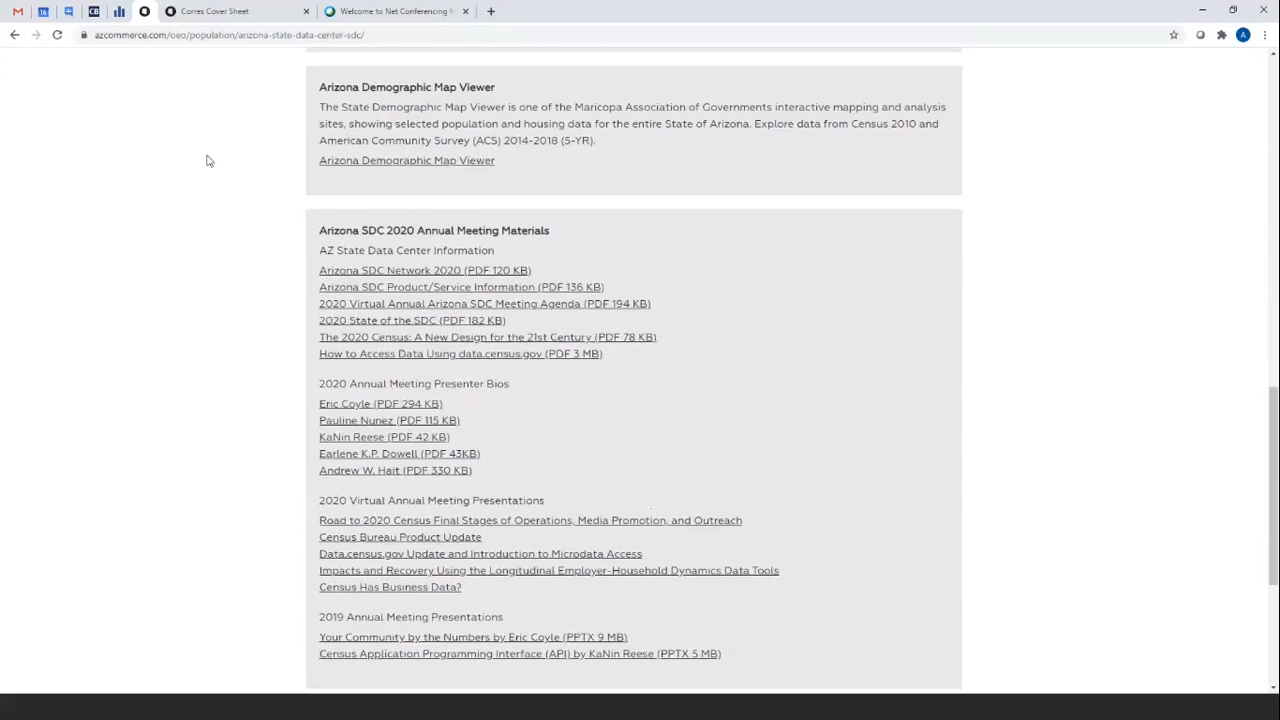 Corres Cover Sheet
Welcome to Net Conferencing f
azcommerce.com/oeo/population/arizona-state-data-center-sdc/
Arizona Demographic Map Viewer
The State Demographic Map Viewer is one of the Maricopa Association of Governments interactive mapping and analysis
sites, showing selected population and housing data for the entire State of Arizona. Explore data from Census 2010 and
American Community Survey (ACS) 2014-2018 (5-YR).
Arizona Demographic Map Viewer
Arizona SDC 2020 Annual Meeting Materials
AZ State Data Center Information
Arizona SDC Network 2020 (PDF 120 KB)
Arizona SDC Product/Service Information (PDF 136 KB)
2020 Virtual Annual Arizona SDC Meeting Agenda (PDF 194 KB)
2020 State of the SDC (PDF 182 KB)
The 2020 Census: A New Design for the 21st Century (PDF 78 KB)
How to Access Data Using data.census.gov (PDF 3 MB)
2020 Annual Meeting Presenter Bios
Eric Coyle (PDF 294 KB)
Pauline Nunez (PDF 115 KB)
KaNin Reese (PDF 42 KB)
Earlene K.P. Dowell (PDF 43KB)
Andrew W. Hait (PDF 330 KB)
2020 Virtual Annual Meeting Presentations
Road to 2020 Census Final Stages of Operations, Media Promotion, and Outreach
Census Bureau Product Update
Data.census.gov Update and Introduction to Microdata Access
Impacts and Recovery Using the Longitudinal Employer-Household Dynamics Data Tools
Census Has Business Data?
2019 Annual Meeting Presentations
Your Community by the Numbers by Eric Coyle (PPTX 9 MB)
Census Application Programming Interface (API) by KaNin Reese (PPTX 5 MB)